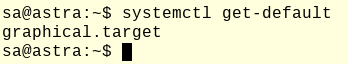 sa@astra:~$ systemctl get-default
graphical.target
sa@astra:~$